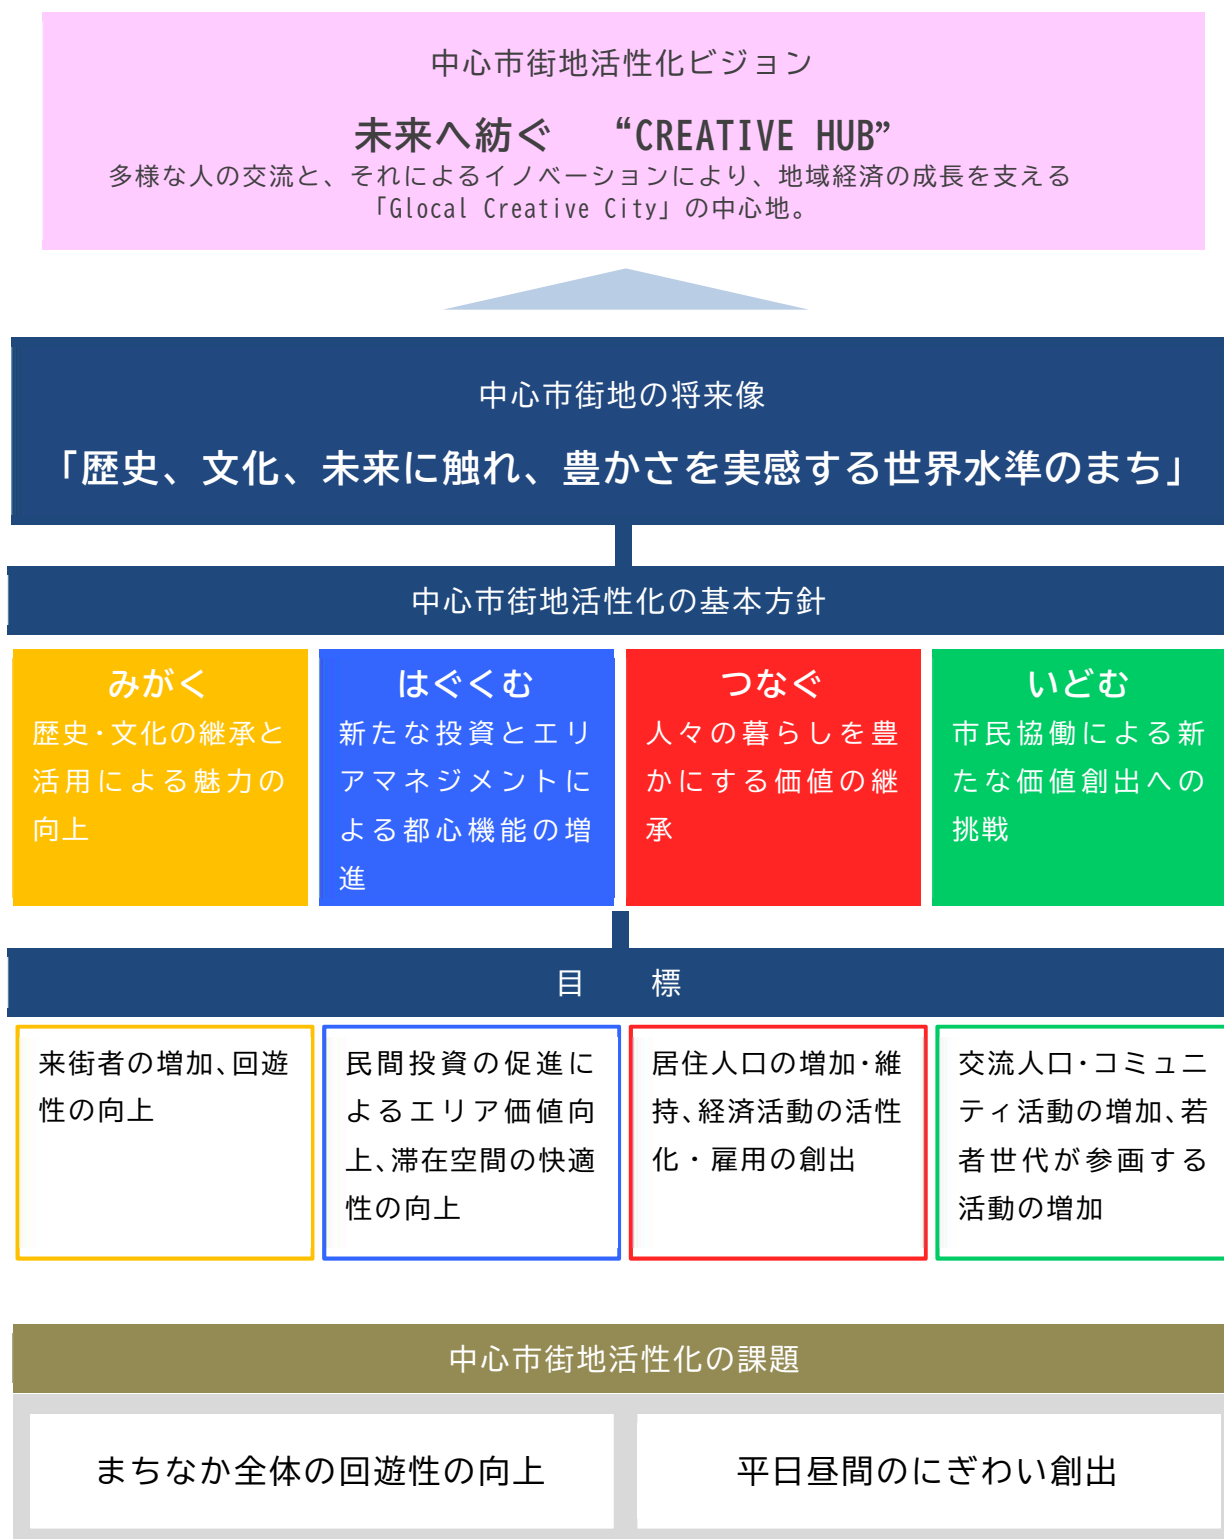 中心市街地活性化ビジョン
未来へ紡ぐ　“CREATIVE HUB”
多様な人の交流と、それによるイノベーションにより、地域経済の成長を支える
「Glocal Creative City」の中心地。
中心市街地の将来像
「歴史、文化、未来に触れ、豊かさを実感する世界水準のまち」
中心市街地活性化の基本方針
みがく
歴史・文化の継承と
活用による魅力の
向上
はぐくむ
新たな投資とエリ
アマネジメントに
よる都心機能の増
進
つなぐ
人々の暮らしを豊
かにする価値の継
承
いどむ
市民協働による新
たな価値創出への
挑戦
目　標
来街者の増加、回遊
性の向上
民間投資の促進に
よるエリア価値向
上、滞在空間の快適
性の向上
居住人口の増加・維
持、経済活動の活性
化・雇用の創出
交流人口・コミュニ
ティ活動の増加、若
者世代が参画する
活動の増加
中心市街地活性化の課題
まちなか全体の回遊性の向上
平日昼間のにぎわい創出